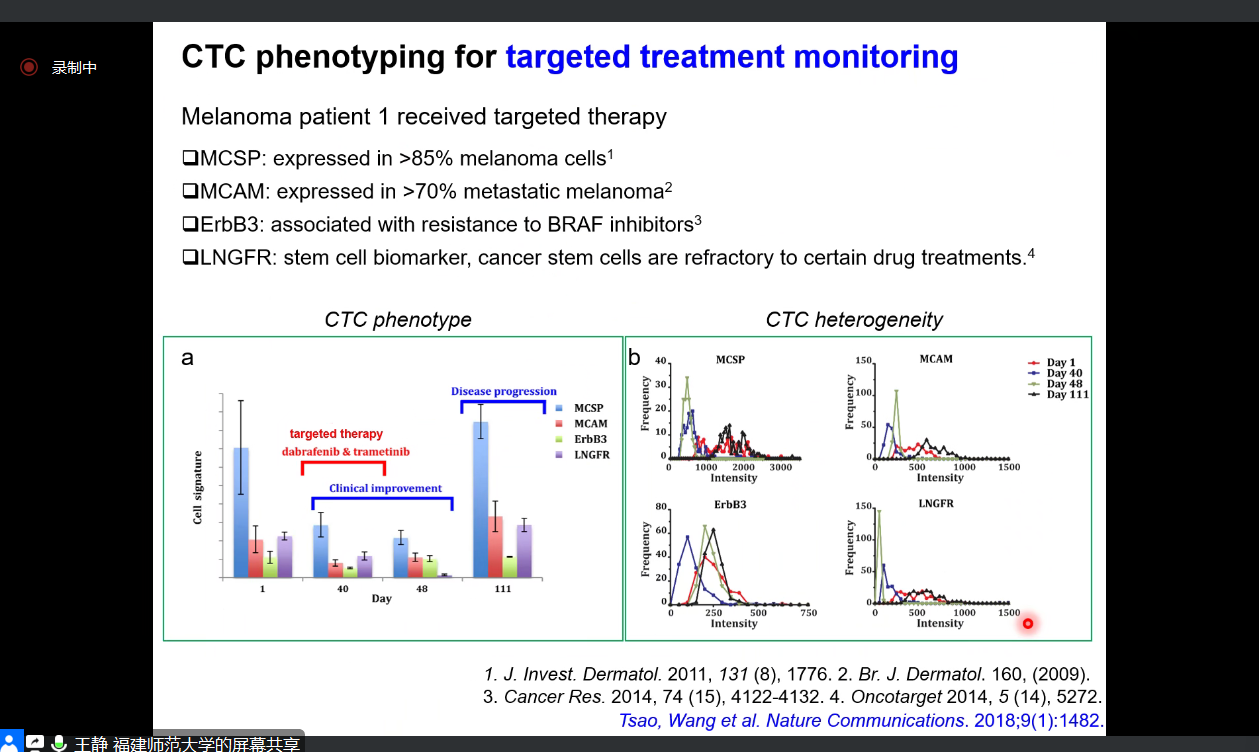 录制中
CTC phenotyping for targeted treatment monitoring
Melanoma patient 1 received targeted therapy
❑MCSP: expressed in >85% melanoma cells¹
❑MCAM: expressed in >70% metastatic melanoma²
❑ErbB3: associated with resistance to BRAF inhibitors³
❑LNGFR: stem cell biomarker, cancer stem cells are refractory to certain drug treatments.⁴
CTC phenotype
CTC heterogeneity
a
Disease progression
MCSP
MCAM
ErbB3
LNGFR
targeted therapy
dabrafenib & trametinib
Clinical improvement
Cell signature
1 40 48 111
Day
b
MCSP
Frequency
40
30
20
10
0
0 1000 2000 3000
Intensity
MCAM
Frequency
150
100
50
0
0 500 1000 1500
Intensity
Day 1
Day 40
Day 48
Day 111
ErbB3
Frequency
80
60
40
20
0
0 250 500 750
Intensity
LNGFR
Frequency
150
100
50
0
0 500 1000 1500
Intensity
1. J. Invest. Dermatol. 2011, 131 (8), 1776. 2. Br. J. Dermatol. 160, (2009).
3. Cancer Res. 2014, 74 (15), 4122-4132. 4. Oncotarget 2014, 5 (14), 5272.
Tsao, Wang et al. Nature Communications. 2018;9(1):1482.
王静 福建师范大学的屏幕共享